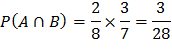 P(A ∩ B) = 2/8 × 3/7 = 3/28